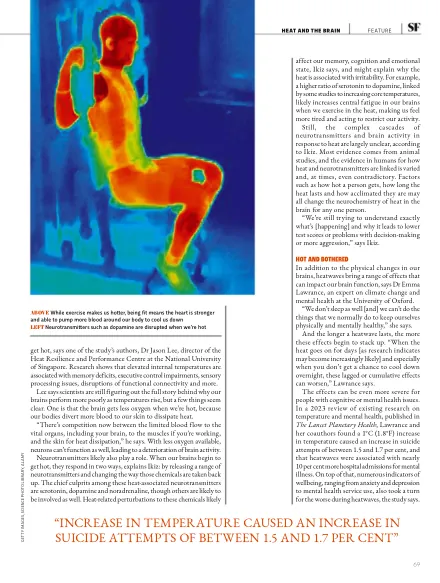 HEAT AND THE BRAIN
FEATURE
SF
ABOVE While exercise makes us hotter, being fit means the heart is stronger
and able to pump more blood around our body to cool us down
LEFT Neurotransmitters such as dopamine are disrupted when we're hot
get hot, says one of the study's authors, Dr Jason Lee, director of the
Heat Resilience and Performance Centre at the National University
of Singapore. Research shows that elevated internal temperatures are
associated with memory deficits, executive control impairments, sensory
processing issues, disruptions of functional connectivity and more.
Lee says scientists are still figuring out the full story behind why our
brains perform more poorly as temperatures rise, but a few things seem
clear. One is that the brain gets less oxygen when we're hot, because
our bodies divert more blood to our skin to dissipate heat.
"There's competition now between the limited blood flow to the
vital organs, including your brain, to the muscles if you're working,
and the skin for heat dissipation," he says. With less oxygen available,
neurons can't function as well, leading to a deterioration of brain activity.
Neurotransmitters likely also play a role. When our brains begin to
get hot, they respond in two ways, explains Ikiz: by releasing a range of
neurotransmitters and changing the way those chemicals are taken back
up. The chief culprits among these heat-associated neurotransmitters
are serotonin, dopamine and noradrenaline, though others are likely to
be involved as well. Heat-related perturbations to these chemicals likely
affect our memory, cognition and emotional
state, Ikiz says, and might explain why the
heat is associated with irritability. For example,
a higher ratio of serotonin to dopamine, linked
by some studies to increasing core temperatures,
likely increases central fatigue in our brains
when we exercise in the heat, making us feel
more tired and acting to restrict our activity.
Still, the complex cascades of
neurotransmitters and brain activity in
response to heat are largely unclear, according
to Ikiz. Most evidence comes from animal
studies, and the evidence in humans for how
heat and neurotransmitters are linked is varied
and, at times, even contradictory. Factors
such as how hot a person gets, how long the
heat lasts and how acclimated they are may
all change the neurochemistry of heat in the
brain for any one person.
"We're still trying to understand exactly
what's [happening] and why it leads to lower
test scores or problems with decision-making
or more aggression," says Ikiz.
HOT AND BOTHERED
In addition to the physical changes in our
brains, heatwaves bring a range of effects that
can impact our brain function, says Dr Emma
Lawrance, an expert on climate change and
mental health at the University of Oxford.
"We don't sleep as well [and] we can't do the
things that we normally do to keep ourselves
physically and mentally healthy," she says.
And the longer a heatwave lasts, the more
these effects begin to stack up. "When the
heat goes on for days [as research indicates
may become increasingly likely] and especially
when you don't get a chance to cool down
overnight, these lagged or cumulative effects
can worsen," Lawrance says.
The effects can be even more severe for
people with cognitive or mental health issues.
In a 2023 review of existing research on
temperature and mental health, published in
The Lancet Planetary Health, Lawrance and
her coauthors found a 1°C (1.8°F) increase
in temperature caused an increase in suicide
attempts of between 1.5 and 1.7 per cent, and
that heatwaves were associated with nearly
10 per cent more hospital admissions for mental
illness. On top of that, numerous indicators of
wellbeing, ranging from anxiety and depression
to mental health service use, also took a turn
for the worse during heatwaves, the study says.
"INCREASE IN TEMPERATURE CAUSED AN INCREASE IN
SUICIDE ATTEMPTS OF BETWEEN 1.5 AND 1.7 PER CENT"
GETTY IMAGES, SCIENCE PHOTO LIBRARY
69